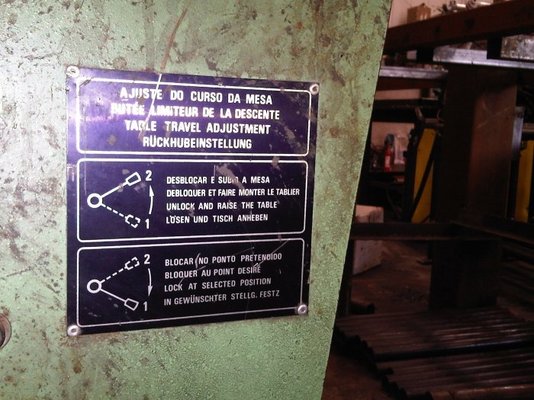 AJUSTE DO CURSO DA MESA
BUTÉE LIMITEUR DE LA DESCENTE
TABLE TRAVEL ADJUSTMENT
RÜCKHUBEINSTELLUNG
2
1
DESBLOCAR E SUBIR A MESA
DEBLOQUER ET FAIRE MONTER LE TABLIER
UNLOCK AND RAISE THE TABLE
LÖSEN UND TISCH ANHEBEN
2
1
BLOCAR NO PONTO PRETENDIDO
BLOQUER AU POINT DESIRÉ
LOCK AT SELECTED POSITION
IN GEWÜNSCHTER STELLG. FESTZ